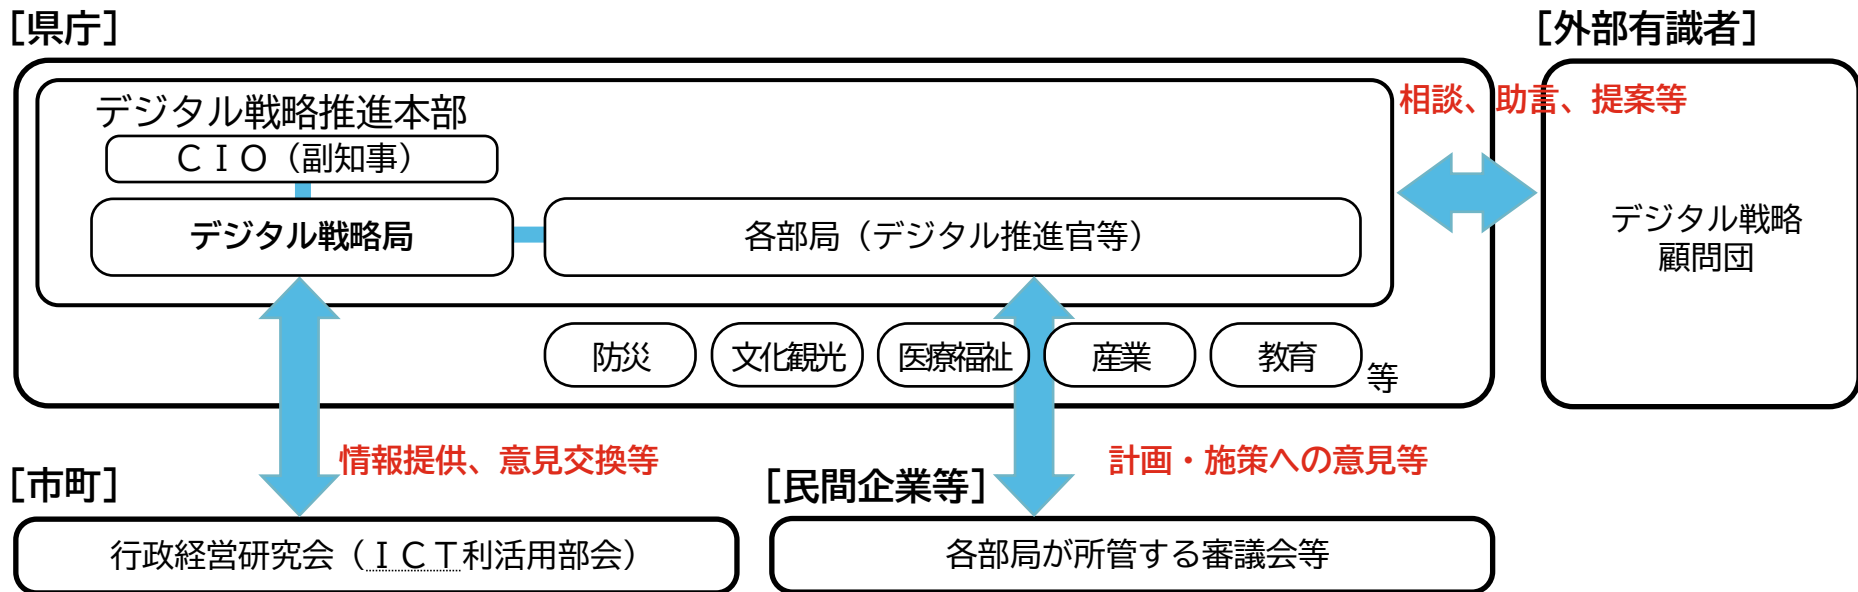 ［県庁］
［外部有識者］
相談、助言、提案等
デジタル戦略推進本部
ＣＩＯ（副知事）
デジタル戦略局
各部局（デジタル推進官等）
デジタル戦略
顧問団
防災
文化観光
医療福祉
産業
教育
等
情報提供、意見交換等
計画・施策への意見等
［市町］
［民間企業等］
行政経営研究会（ＩＣＴ利活用部会）
各部局が所管する審議会等